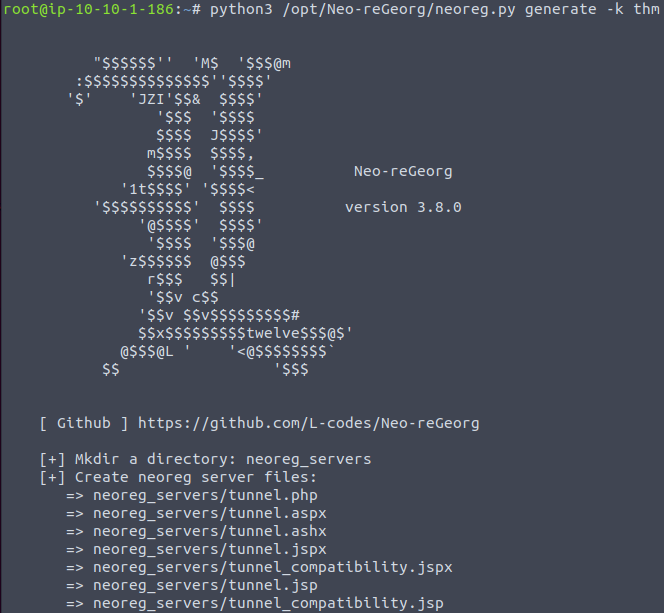 root@ip-10-10-1-186:~# python3 /opt/Neo-reGeorg/neoreg.py generate -k thm
          "$$$$$$''  'M$  '$$$@m
        :$$$$$$$$$$$$$$''$$$$'
       '$'    'JZI'$$&  $$$$'
                 '$$$  '$$$$
                 $$$$  J$$$$'
                m$$$$  $$$$,
                $$$$@  '$$$$_          Neo-reGeorg
             '1t$$$$' '$$$$<
          '$$$$$$$$$$'  $$$$          version 3.8.0
               '@$$$$'  $$$$'
                '$$$$  '$$$@
             'z$$$$$$  @$$$
                r$$$   $$|
                '$$v c$$
               '$$v $$v$$$$$$$$$#
               $$x$$$$$$$$$twelve$$$@$'
             @$$$@L '    '<@$$$$$$$$`
           $$                 '$$$
    [ Github ] https://github.com/L-codes/Neo-reGeorg
    [+] Mkdir a directory: neoreg_servers
    [+] Create neoreg server files:
       => neoreg_servers/tunnel.php
       => neoreg_servers/tunnel.aspx
       => neoreg_servers/tunnel.ashx
       => neoreg_servers/tunnel.jspx
       => neoreg_servers/tunnel_compatibility.jspx
       => neoreg_servers/tunnel.jsp
       => neoreg_servers/tunnel_compatibility.jsp